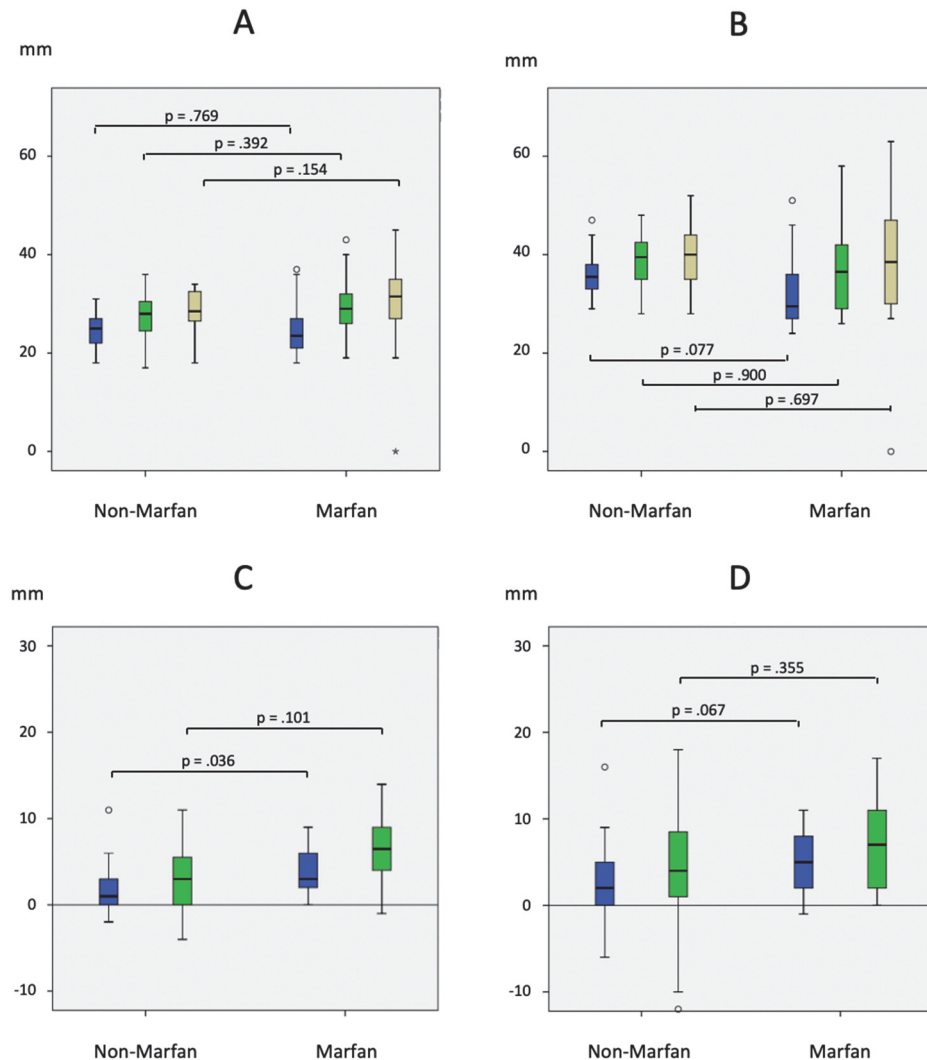 A
B
mm
mm
p = .769
p = .392
p = .154
60
40
20
0
Non-Marfan
Marfan
60
40
20
0
p = .077
p = .900
p = .697
Non-Marfan
Marfan
C
D
mm
mm
30
20
10
0
-10
p = .101
p = .036
Non-Marfan
Marfan
30
20
10
0
-10
p = .355
p = .067
Non-Marfan
Marfan